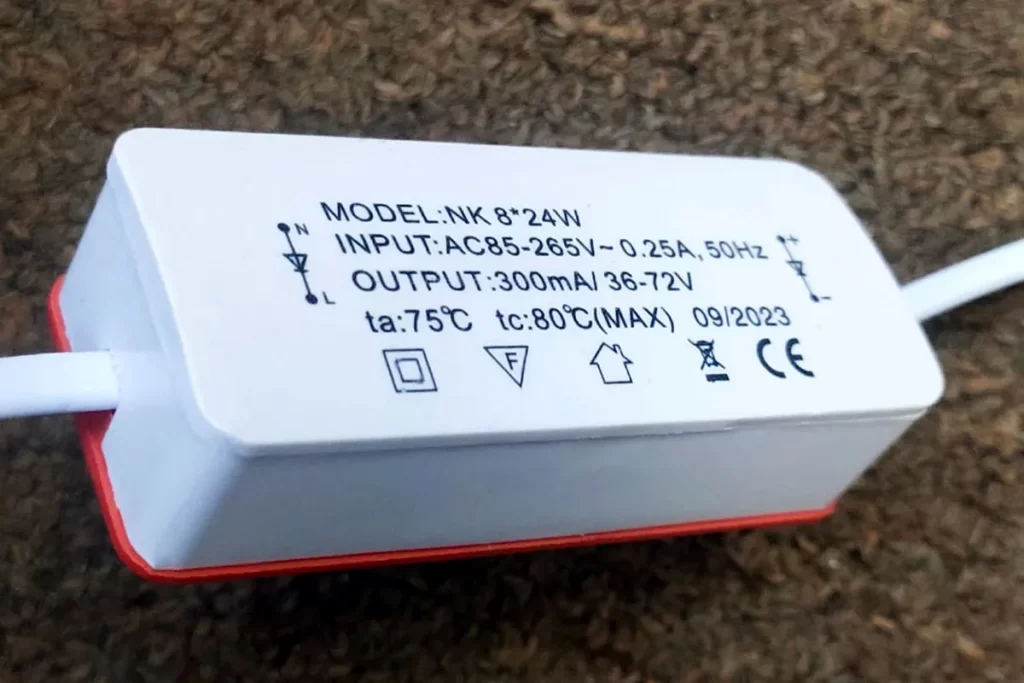 MODEL:NK 8*24W
N
INPUT:AC85-265V~ 0.25A, 50Hz
+
OUTPUT:300mA/ 36-72V
L
-
ta:75℃ tc:80℃(MAX) 09/2023
F
CE